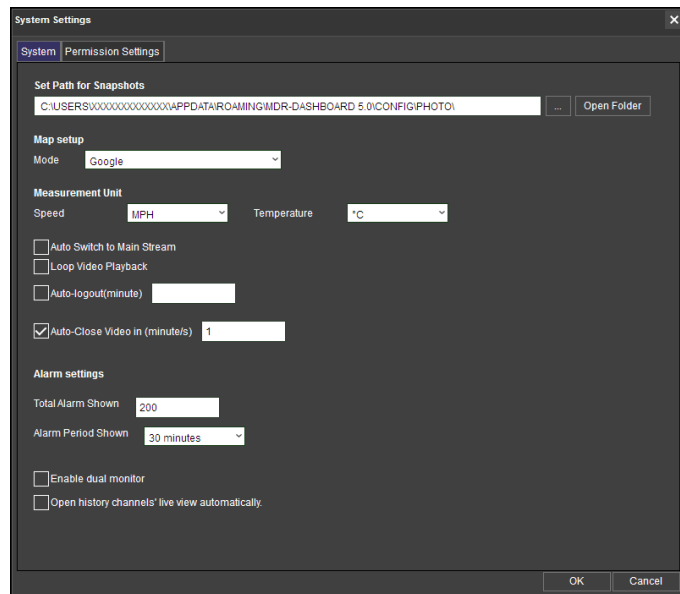 System Settings
System Permission Settings
Set Path for Snapshots
C:\USERS\XXXXXXXXXXXXX\APPDATA\ROAMING\MDR-DASHBOARD 5.0\CONFIG\PHOTO\ ... Open Folder
Map setup
Mode Google
Measurement Unit
Speed MPH Temperature °C
Auto Switch to Main Stream
Loop Video Playback
Auto-logout(minute)
Auto-Close Video in (minute/s) 1
Alarm settings
Total Alarm Shown 200
Alarm Period Shown 30 minutes
Enable dual monitor
Open history channels' live view automatically.
OK Cancel